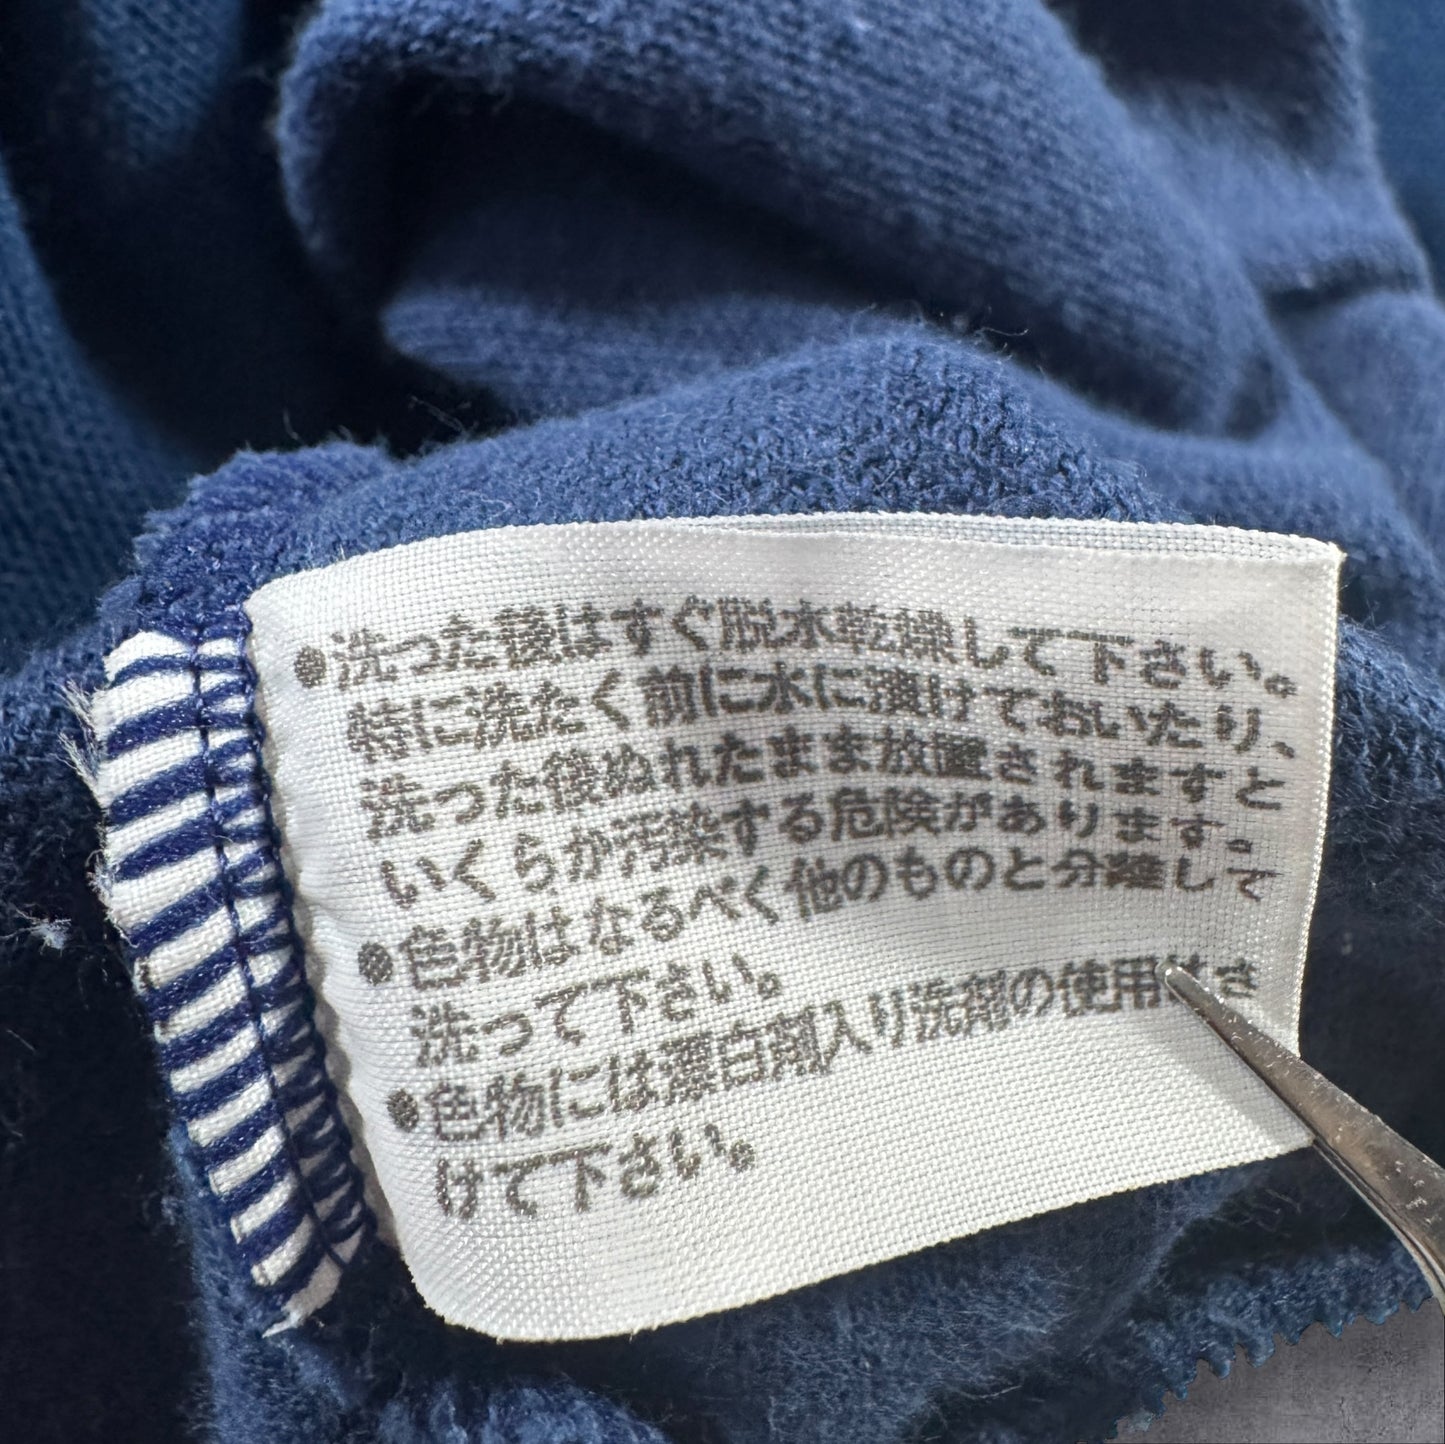 ●洗った後はすぐ脱水乾燥して下さい。
特に洗たく前に水に漬けておいたり、
洗った後ぬれたまま放置されますと
いくらか汚染する危険があります。
●色物はなるべく他のものと分離して
洗って下さい。
●色物には漂白剤入り洗剤の使用はさ
けて下さい。